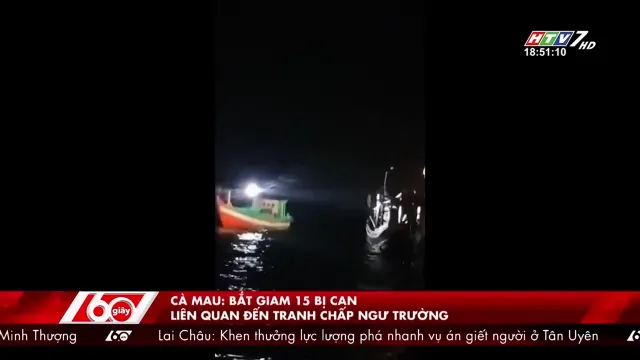 HTV7 HD
18:51:10
60 giây
CÀ MAU: BẮT GIAM 15 BỊ CAN
LIÊN QUAN ĐẾN TRANH CHẤP NGƯ TRƯỜNG
Minh Thượng 60 Lai Châu: Khen thưởng lực lượng phá nhanh vụ án giết người ở Tân Uyên